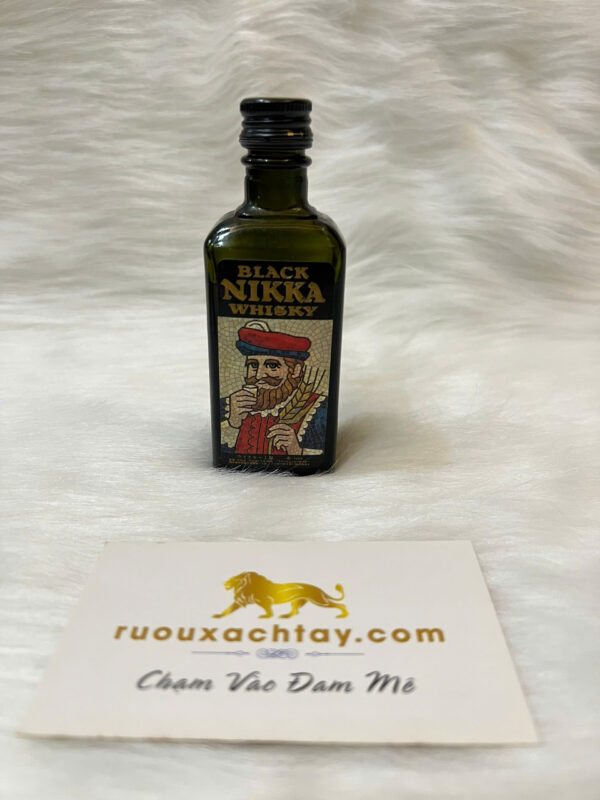 BLACK
NIKKA
WHISKY
ruouxachtay.com
Chạm Vào Đam Mê